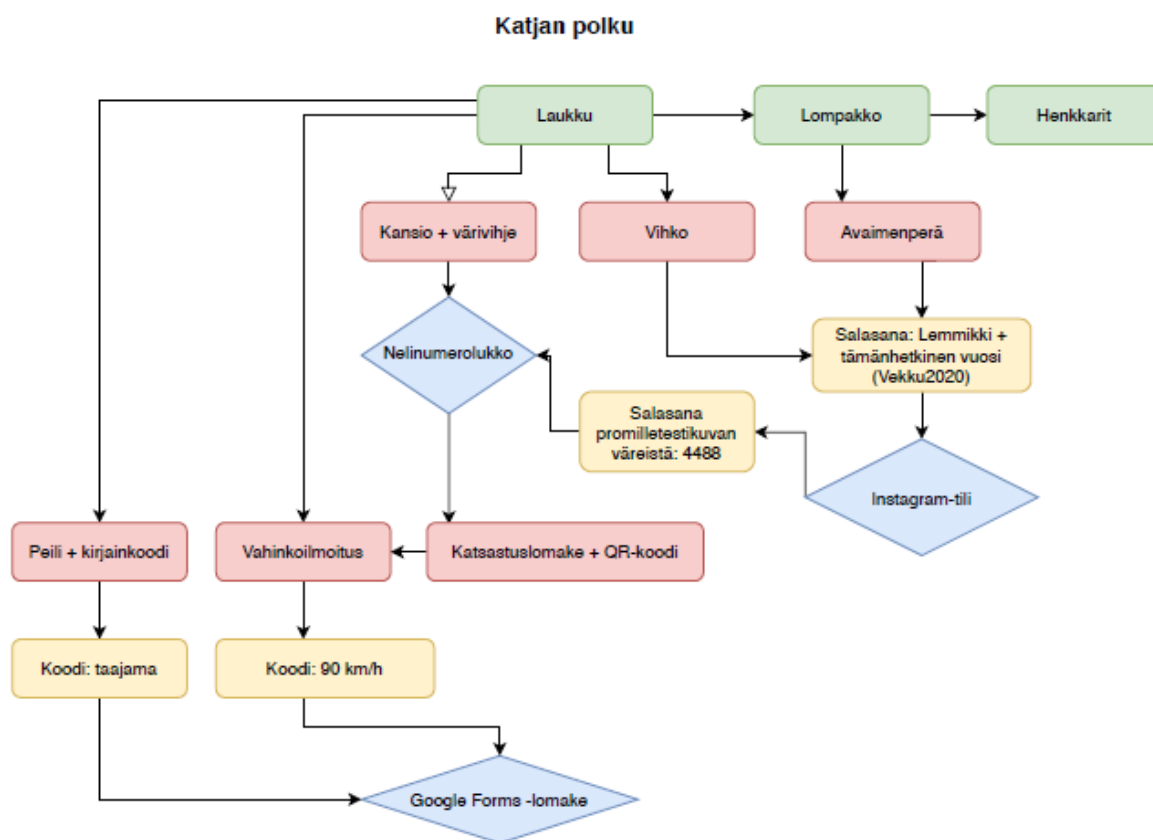 Katjan polku
Laukku
Lompakko
Henkkarit
Kansio + värivihje
Vihko
Avaimenperä
Nelinumerolukko
Salasana: Lemmikki +
tämänhetkinen vuosi
(Vekku2020)
Salasana
promilletestikuvan
väreistä: 4488
Instagram-tili
Peili + kirjainkoodi
Vahinkoilmoitus
Katsastuslomake + QR-koodi
Koodi: taajama
Koodi: 90 km/h
Google Forms -lomake